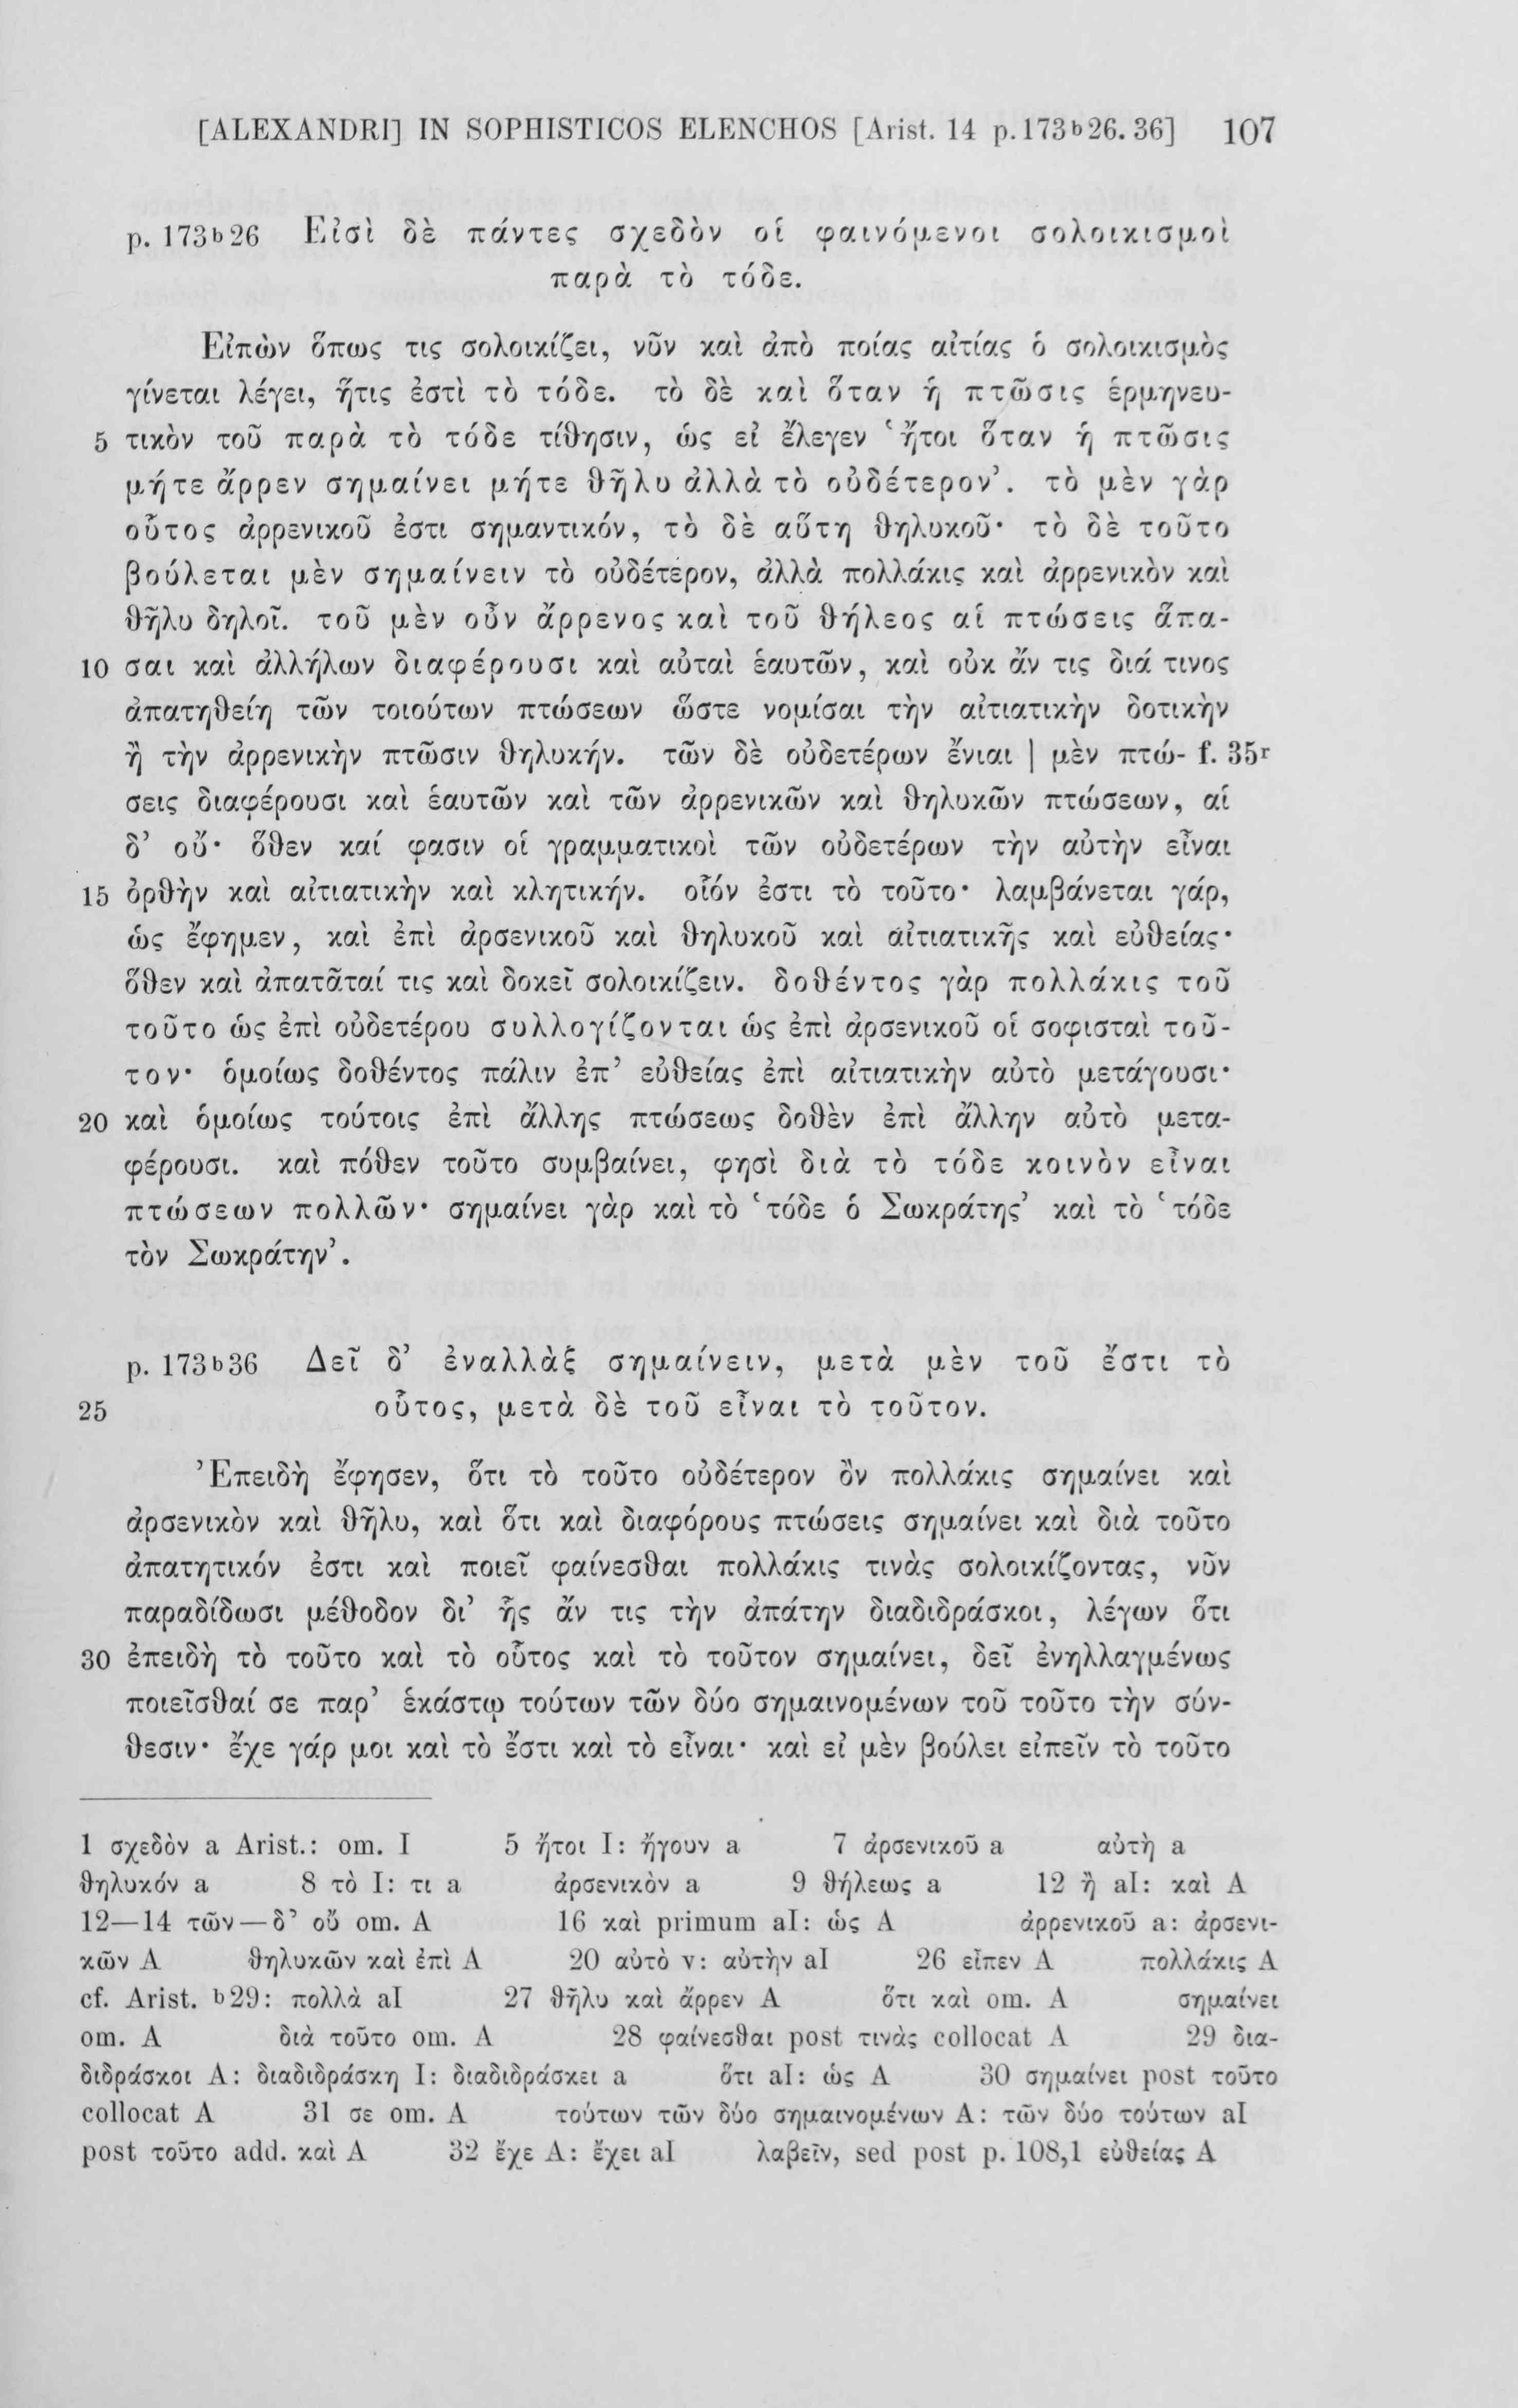 [ALEXANDRI] IN SOPHISTICOS ELENCHOS [Arist. 14 p. 173b26. 36] 107
p. 173b26 Εἰσὶ δὲ πάντες σχεδὸν οἱ φαινόμενοι σολοικισμοὶ
παρὰ τὸ τόδε.
Εἰπὼν ὅπως τις σολοικίζει, νῦν καὶ ἀπὸ ποίας αἰτίας ὁ σολοικισμὸς
γίνεται λέγει, ἥτις ἐστὶ τὸ τόδε. τὸ δὲ καὶ ὅταν ἡ πτῶσις ἑρμηνευ-
5 τικὸν τοῦ παρὰ τὸ τόδε τίθησιν, ὡς εἰ ἔλεγεν ‘ἤτοι ὅταν ἡ πτῶσις
μήτε ἄρρεν σημαίνει μήτε θῆλυ ἀλλὰ τὸ οὐδέτερον’. τὸ μὲν γὰρ
οὗτος ἀρρενικοῦ ἐστι σημαντικόν, τὸ δὲ αὕτη θηλυκοῦ· τὸ δὲ τοῦτο
βούλεται μὲν σημαίνειν τὸ οὐδέτερον, ἀλλὰ πολλάκις καὶ ἀρρενικὸν καὶ
θῆλυ δηλοῖ. τοῦ μὲν οὖν ἄρρενος καὶ τοῦ θήλεος αἱ πτώσεις ἅπα-
10 σαι καὶ ἀλλήλων διαφέρουσι καὶ αὐταὶ ἑαυτῶν, καὶ οὐκ ἄν τις διά τινος
ἀπατηθείη τῶν τοιούτων πτώσεων ὥστε νομίσαι τὴν αἰτιατικὴν δοτικὴν
ἢ τὴν ἀρρενικὴν πτῶσιν θηλυκήν. τῶν δὲ οὐδετέρων ἔνιαι | μὲν πτώ- f. 35r
σεις διαφέρουσι καὶ ἑαυτῶν καὶ τῶν ἀρρενικῶν καὶ θηλυκῶν πτώσεων, αἱ
δ’ οὔ· ὅθεν καί φασιν οἱ γραμματικοὶ τῶν οὐδετέρων τὴν αὐτὴν εἶναι
15 ὀρθὴν καὶ αἰτιατικὴν καὶ κλητικήν. οἷόν ἐστι τὸ τοῦτο· λαμβάνεται γάρ,
ὡς ἔφημεν, καὶ ἐπὶ ἀρσενικοῦ καὶ θηλυκοῦ καὶ αἰτιατικῆς καὶ εὐθείας·
ὅθεν καὶ ἀπατᾶταί τις καὶ δοκεῖ σολοικίζειν. δοθέντος γὰρ πολλάκις τοῦ
τοῦτο ὡς ἐπὶ οὐδετέρου συλλογίζονται ὡς ἐπὶ ἀρσενικοῦ οἱ σοφισταὶ τοῦ-
τον· ὁμοίως δοθέντος πάλιν ἐπ’ εὐθείας ἐπὶ αἰτιατικὴν αὐτὸ μετάγουσι·
20 καὶ ὁμοίως τούτοις ἐπὶ ἄλλης πτώσεως δοθὲν ἐπὶ ἄλλην αὐτὸ μετα-
φέρουσι. καὶ πόθεν τοῦτο συμβαίνει, φησὶ διὰ τὸ τόδε κοινὸν εἶναι
πτώσεων πολλῶν· σημαίνει γὰρ καὶ τὸ ‘τόδε ὁ Σωκράτης’ καὶ τὸ ‘τόδε
τὸν Σωκράτην’.
p. 173b36 Δεῖ δ’ ἐναλλὰξ σημαίνειν, μετὰ μὲν τοῦ ἔστι τὸ
25 οὗτος, μετὰ δὲ τοῦ εἶναι τὸ τοῦτον.
Ἐπειδὴ ἔφησεν, ὅτι τὸ τοῦτο οὐδέτερον ὂν πολλάκις σημαίνει καὶ
ἀρσενικὸν καὶ θῆλυ, καὶ ὅτι καὶ διαφόρους πτώσεις σημαίνει καὶ διὰ τοῦτο
ἀπατητικόν ἐστι καὶ ποιεῖ φαίνεσθαι πολλάκις τινὰς σολοικίζοντας, νῦν
παραδίδωσι μέθοδον δι’ ἧς ἄν τις τὴν ἀπάτην διαδιδράσκοι, λέγων ὅτι
30 ἐπειδὴ τὸ τοῦτο καὶ τὸ οὗτος καὶ τὸ τοῦτον σημαίνει, δεῖ ἐνηλλαγμένως
ποιεῖσθαί σε παρ’ ἑκάστῳ τούτων τῶν δύο σημαινομένων τοῦ τοῦτο τὴν σύν-
θεσιν· ἔχε γάρ μοι καὶ τὸ ἔστι καὶ τὸ εἶναι· καὶ εἰ μὲν βούλει εἰπεῖν τὸ τοῦτο
1 σχεδὸν a Arist.: om. I 5 ἤτοι I: ἤγουν a 7 ἀρσενικοῦ a αὐτὴ a
θηλυκόν a 8 τὸ I: τι a ἀρσενικὸν a 9 θήλεως a 12 ἢ aI: καὶ A
12—14 τῶν — δ’ οὔ om. A 16 καὶ primum aI: ὡς A ἀρρενικοῦ a: ἀρσενι-
κῶν A θηλυκῶν καὶ ἐπὶ A 20 αὐτὸ v: αὐτὴν aI 26 εἶπεν A πολλάκις A
cf. Arist. b29: πολλὰ aI 27 θῆλυ καὶ ἄρρεν A ὅτι καὶ om. A σημαίνει
om. A διὰ τοῦτο om. A 28 φαίνεσθαι post τινὰς collocat A 29 δια-
διδράσκοι A: διαδιδράσκῃ I: διαδιδράσκει a ὅτι aI: ὡς A 30 σημαίνει post τοῦτο
collocat A 31 σε om. A τούτων τῶν δύο σημαινομένων A: τῶν δύο τούτων aI
post τοῦτο add. καὶ A 32 ἔχε A: ἔχει aI λαβεῖν, sed post p. 108,1 εὐθείας A